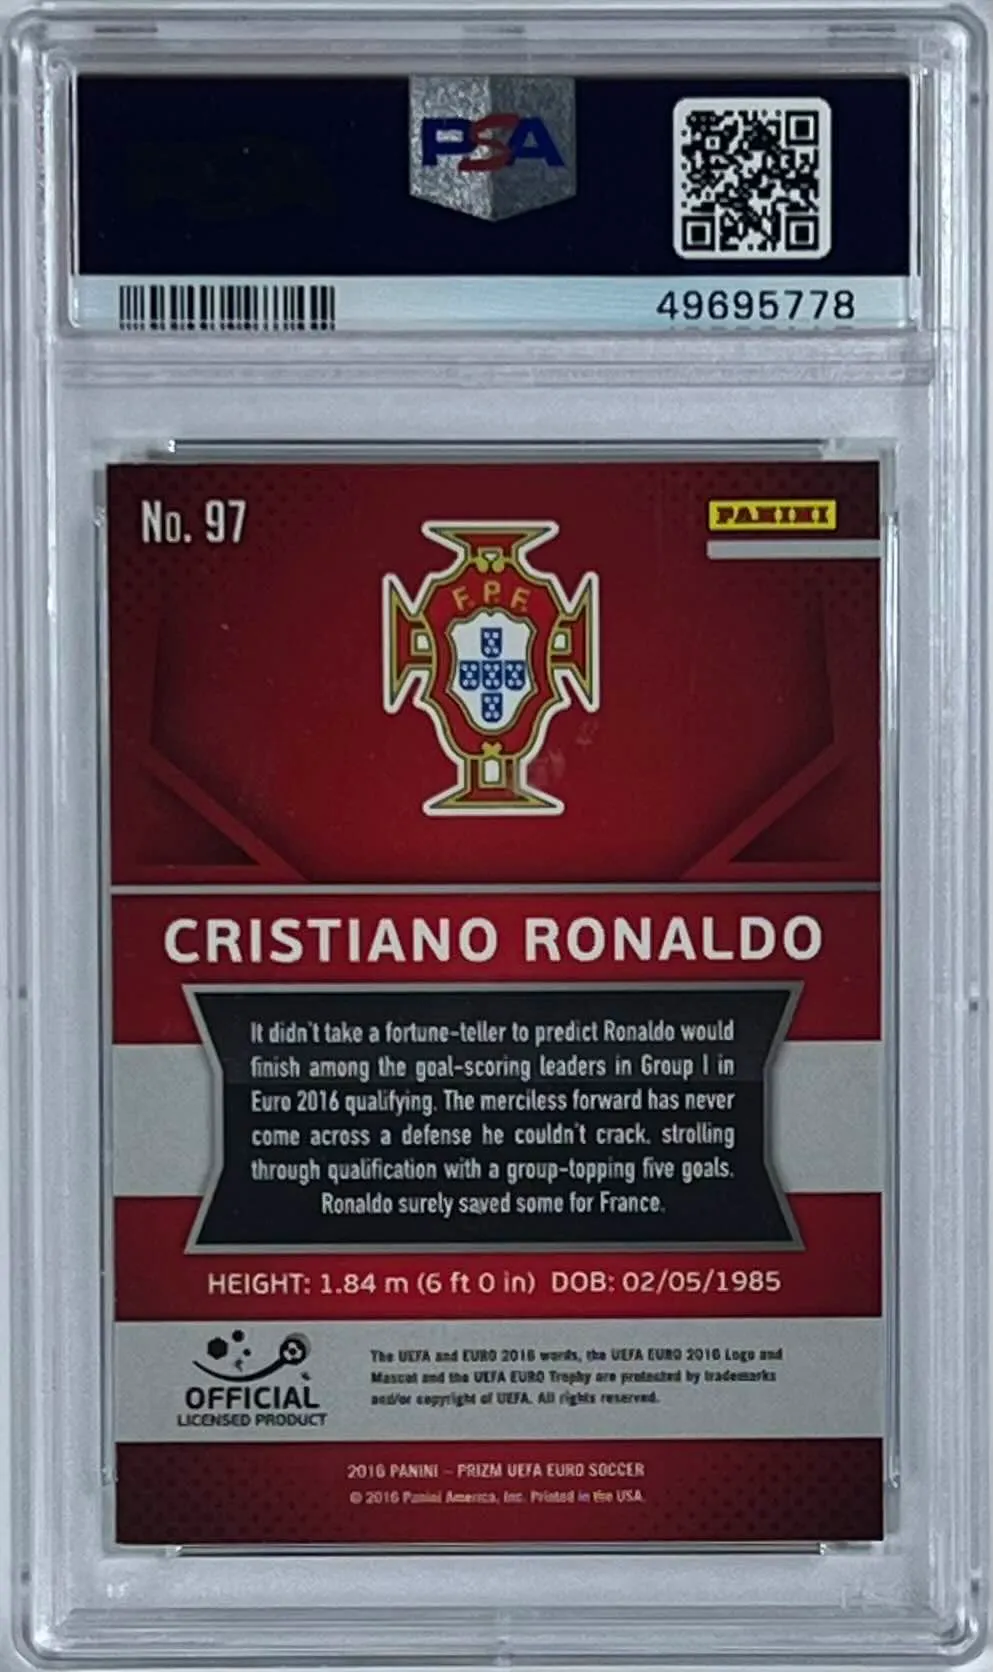 PSA
49695778
No. 97
PANINI
F.P.F.
CRISTIANO RONALDO
It didn't take a fortune-teller to predict Ronaldo would
finish among the goal-scoring leaders in Group I in
Euro 2016 qualifying. The merciless forward has never
come across a defense he couldn't crack, strolling
through qualification with a group-topping five goals.
Ronaldo surely saved some for France.
HEIGHT: 1.84 m (6 ft 0 in) DOB: 02/05/1985
OFFICIAL
LICENSED PRODUCT
The UEFA and EURO 2016 words, the UEFA EURO 2016 Logo and
Mascot and the UEFA EURO Trophy are protected by trademarks
and/or copyright of UEFA. All rights reserved.
2016 PANINI – PRIZM UEFA EURO SOCCER
© 2016 Panini America, Inc. Printed in the USA.